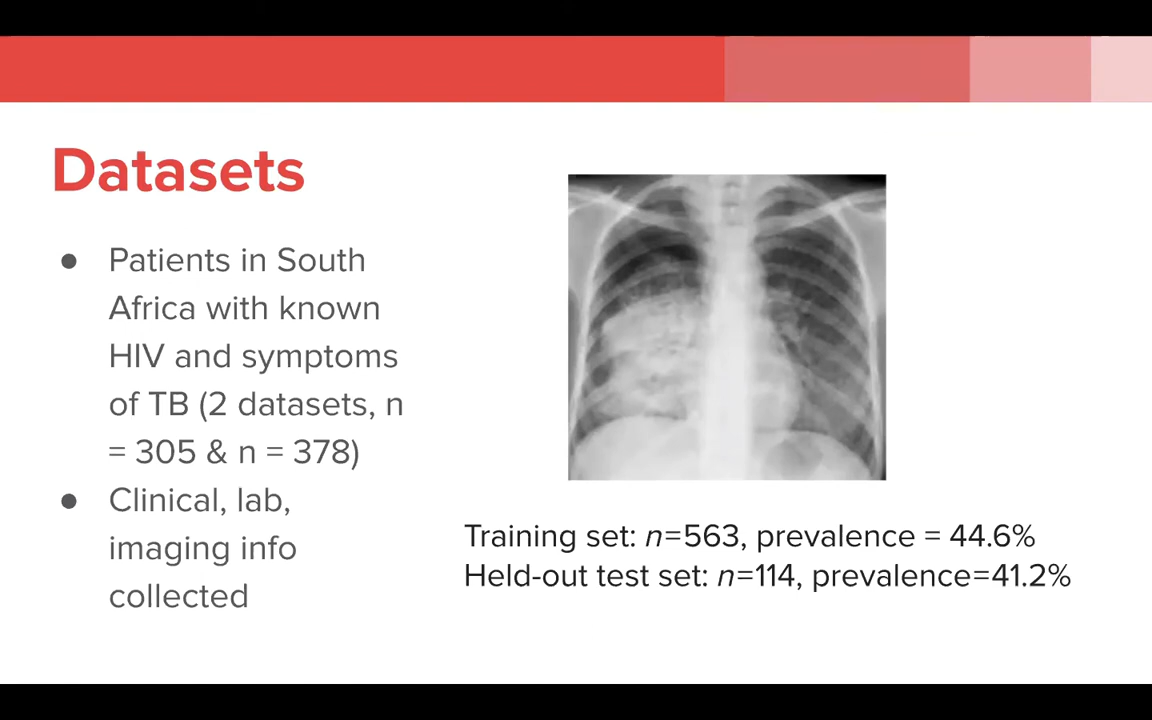 Datasets
● Patients in South
Africa with known
HIV and symptoms
of TB (2 datasets, n
= 305 & n = 378)
● Clinical, lab,
imaging info
collected
Training set: n=563, prevalence = 44.6%
Held-out test set: n=114, prevalence=41.2%